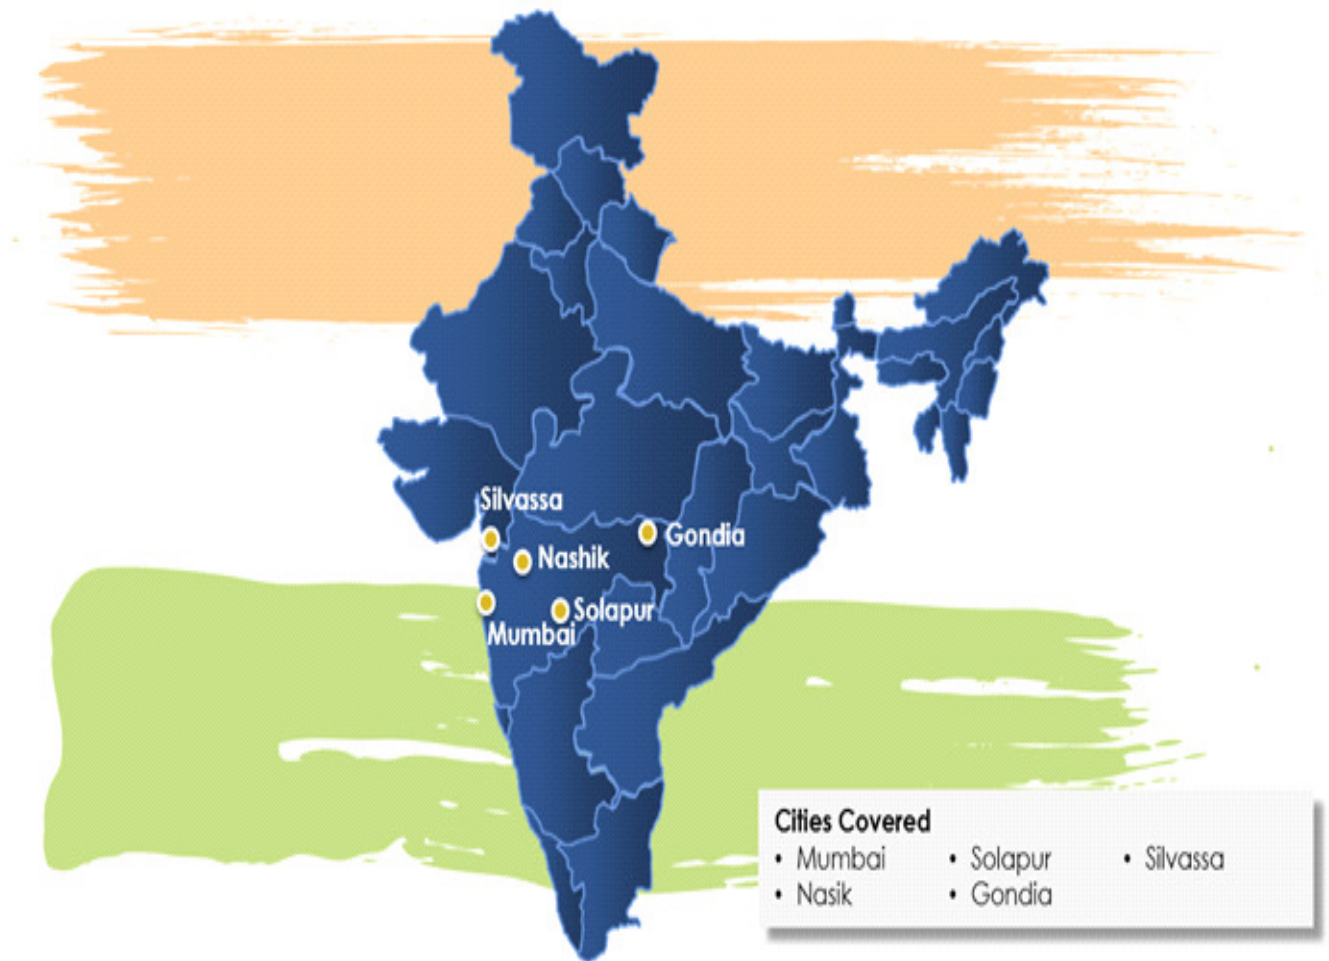 Silvassa
Gondia
Nashik
Solapur
Mumbai
Cities Covered
• Mumbai • Solapur • Silvassa
• Nasik • Gondia